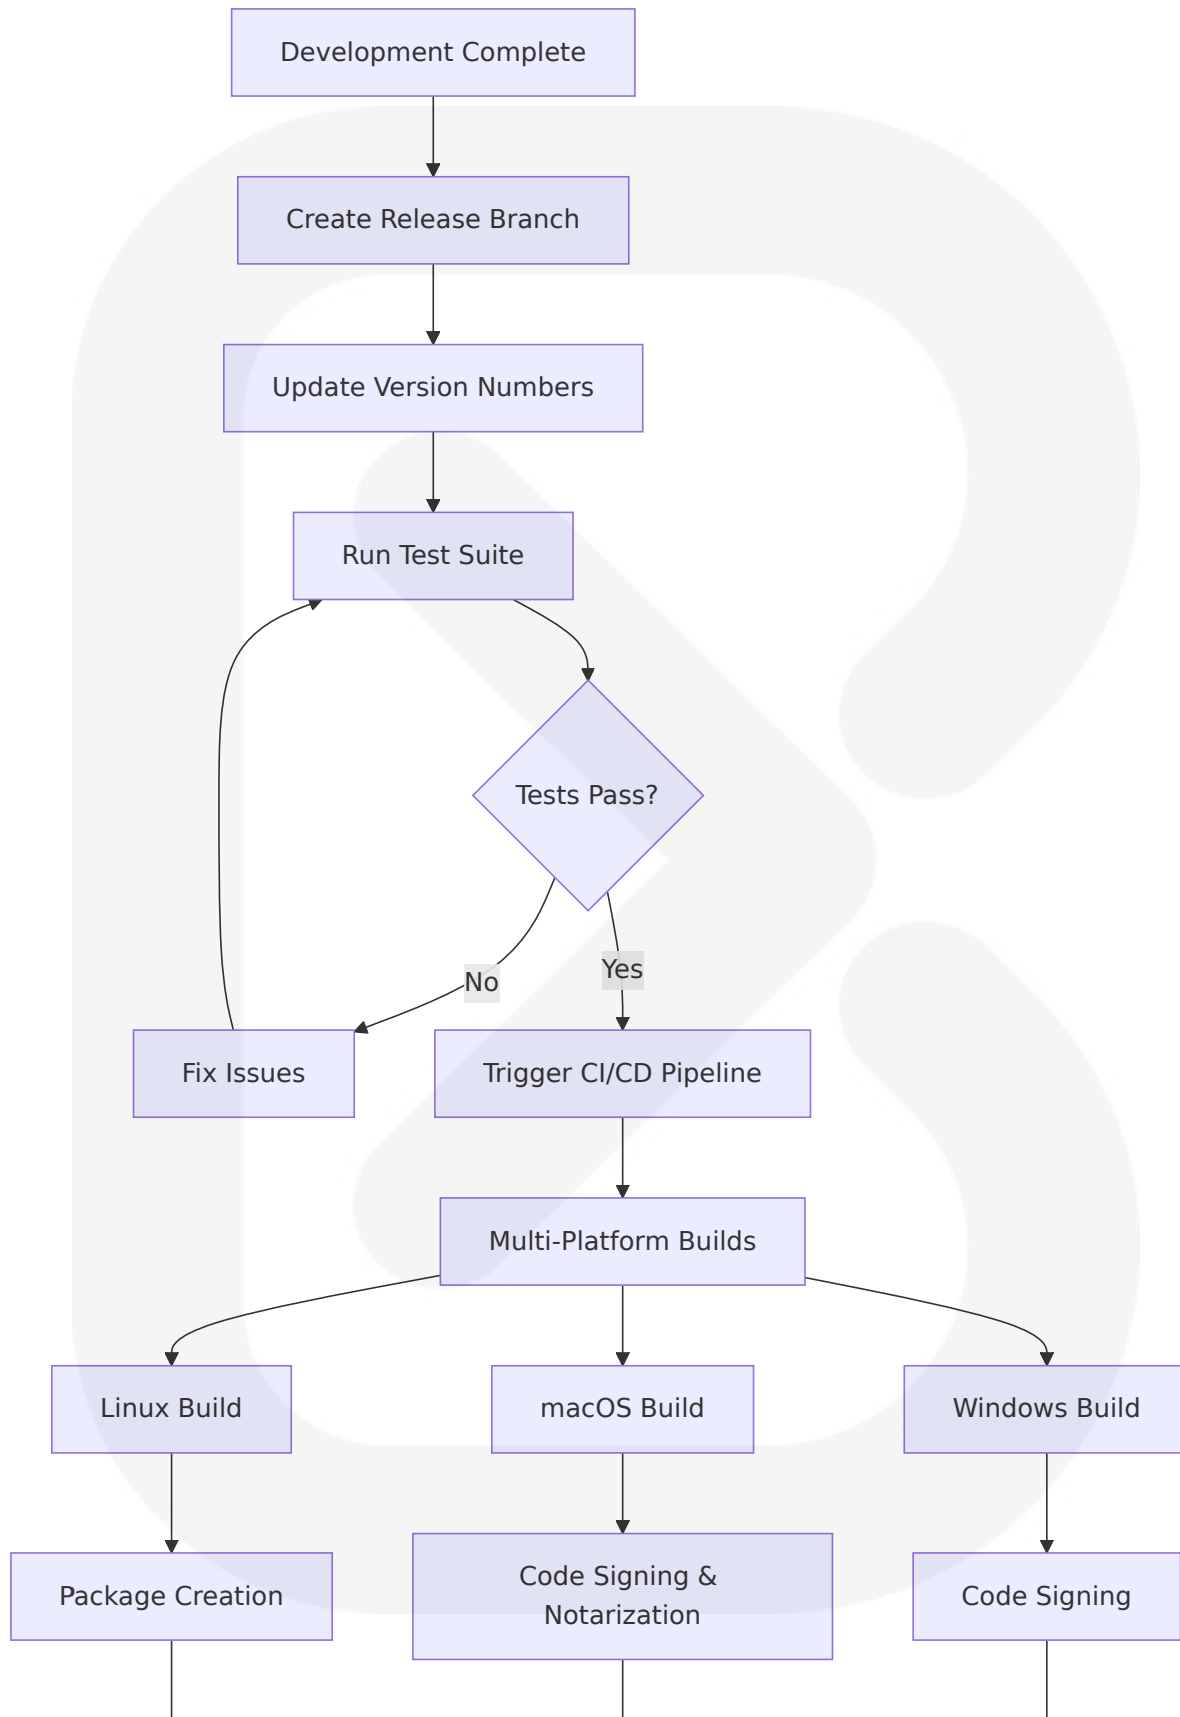 Development Complete
Create Release Branch
Update Version Numbers
Run Test Suite
Tests Pass?
No
Yes
Fix Issues
Trigger CI/CD Pipeline
Multi-Platform Builds
Linux Build
macOS Build
Windows Build
Package Creation
Code Signing &
Notarization
Code Signing